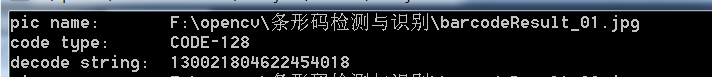 pic name:       F:\opencv\条形码检测与识别\barcodeResult_01.jpg
code type:      CODE-128
decode string:  130021804622454018